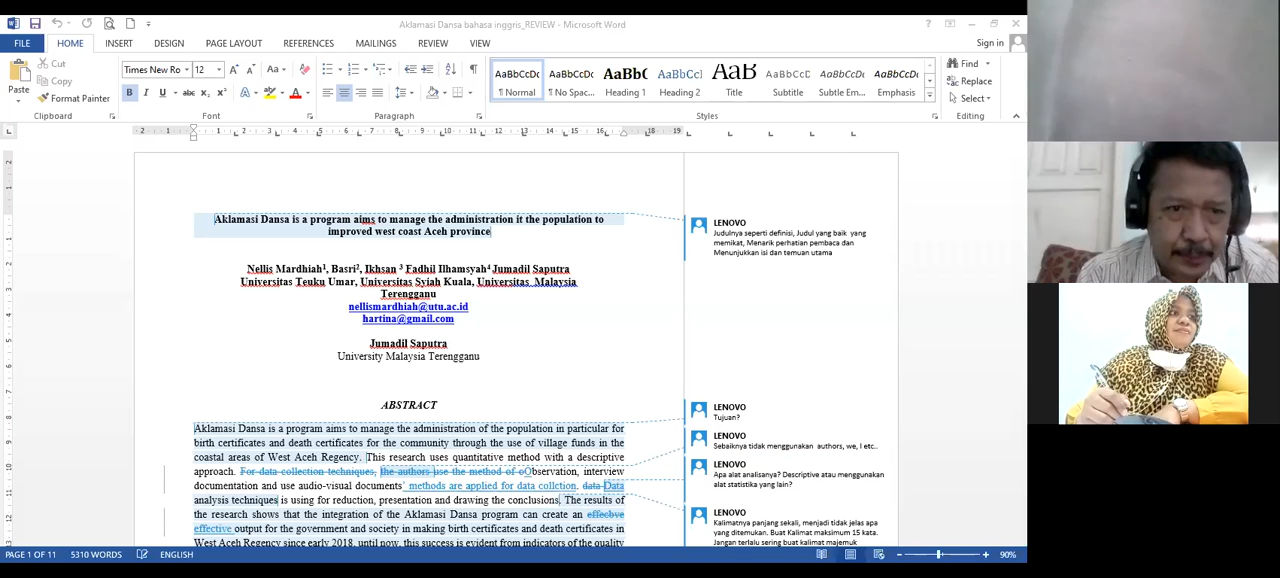 Aklamasi Dansa bahasa inggris_REVIEW - Microsoft Word
FILE HOME INSERT DESIGN PAGE LAYOUT REFERENCES MAILINGS REVIEW VIEW Sign in
Paste
Cut
Copy
Format Painter
Clipboard
Times New Ro 12
B I U abc
Font
Paragraph
AaBbCcDc AaBbCcDc AaBbC AaBbCc AaB AaBbCcD AaBbCcDc AaBbCcDc
¶ Normal ¶ No Spac... Heading 1 Heading 2 Title Subtitle Subtle Em... Emphasis
Styles
Find
Replace
Select
Editing
Aklamasi Dansa is a program aims to manage the administration it the population to
improved west coast Aceh province
Nellis Mardhiah1, Basri2, Ikhsan 3 Fadhil Ilhamsyah4 Jumadil Saputra
Universitas Teuku Umar, Universitas Syiah Kuala, Universitas Malaysia
Terengganu
nellismardhiah@utu.ac.id
hartina@gmail.com
Jumadil Saputra
University Malaysia Terengganu
ABSTRACT
Aklamasi Dansa is a program aims to manage the administration of the population in particular for
birth certificates and death certificates for the community through the use of village funds in the
coastal areas of West Aceh Regency. This research uses quantitative method with a descriptive
approach. For data collection techniques, the authors use the method of oObservation, interview
documentation and use audio-visual documents' methods are applied for data collction. data Data
analysis techniques is using for reduction, presentation and drawing the conclusions. The results of
the research shows that the integration of the Aklamasi Dansa program can create an effecbve
effective output for the government and society in making birth certificates and death certificates in
West Aceh Regency since early 2018, until now, this success is evident from indicators of the quality
LENOVO
Judulnya seperti definisi, Judul yang baik yang
memikat, Menarik perhatian pembaca dan
Menunjukkan isi dan temuan utama
LENOVO
Tujuan?
LENOVO
Sebaiknya tidak menggunakan authors, we, I etc..
LENOVO
Apa alat analisanya? Descriptive atau menggunakan
alat statistika yang lain?
LENOVO
Kalimatnya panjang sekali, menjadi tidak jelas apa
yang ditemukan. Buat Kalimat maksimum 15 kata.
Jangan terlalu sering buat kalimat majemuk
PAGE 1 OF 11 5310 WORDS ENGLISH 90%